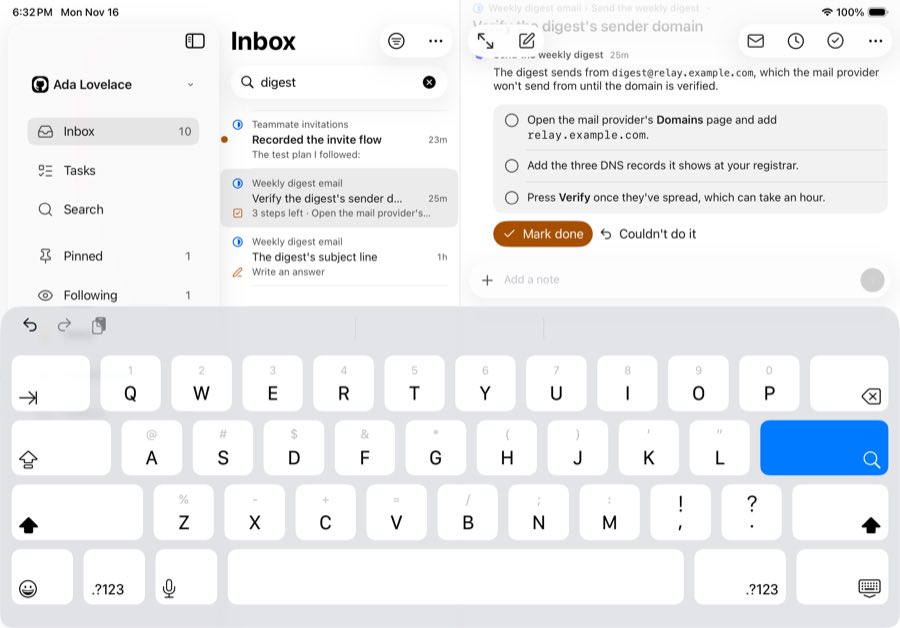 6:32 PM Mon Nov 16
100%
Ada Lovelace
Inbox 10
Tasks
Search
Pinned 1
Following 1
Inbox
digest
Teammate invitations
Recorded the invite flow 23m
The test plan I followed:
Weekly digest email
Verify the digest's sender d... 25m
3 steps left · Open the mail provider's...
Weekly digest email
The digest's subject line 1h
Write an answer
Weekly digest email › Send the weekly digest
Verify the digest's sender domain
Send the weekly digest 25m
The digest sends from digest@relay.example.com, which the mail provider
won't send from until the domain is verified.
Open the mail provider's Domains page and add
relay.example.com.
Add the three DNS records it shows at your registrar.
Press Verify once they've spread, which can take an hour.
Mark done
Couldn't do it
Add a note
1 2 3 4 5 6 7 8 9 0
Q W E R T Y U I O P
@ # $ & * ( ) ' "
A S D F G H J K L
% - + = / ; : ! ?
Z X C V B N M , .
.?123 .?123